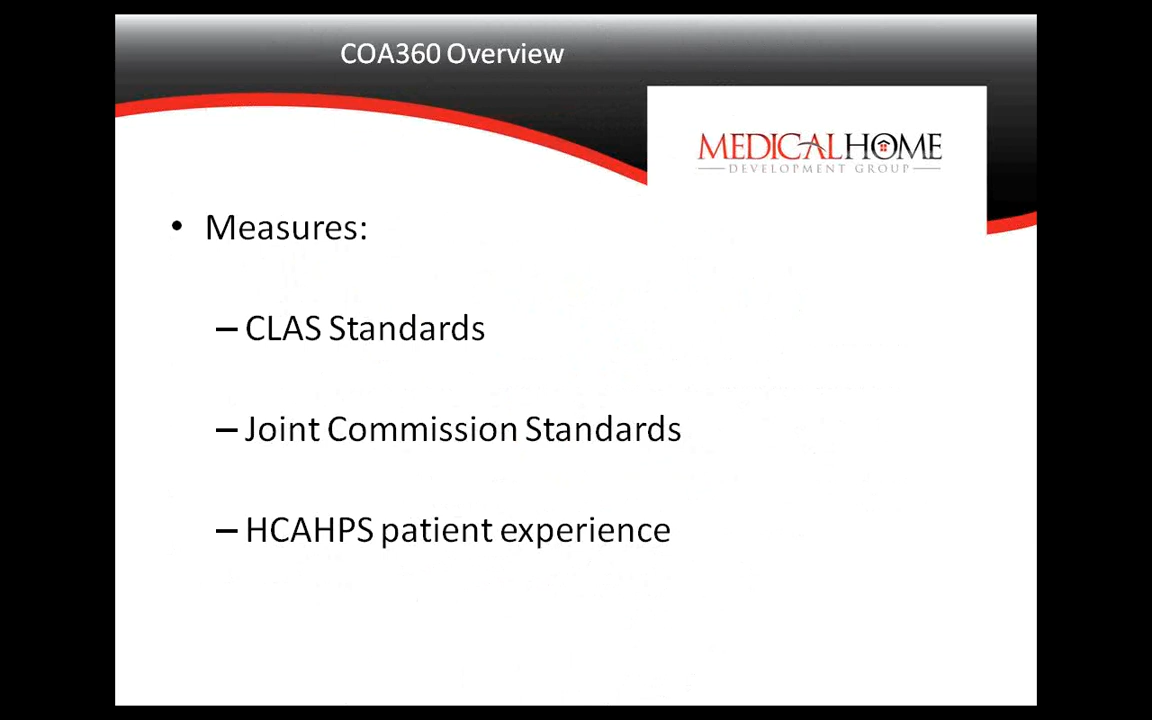 COA360 Overview
MEDICALHOME
DEVELOPMENT GROUP
• Measures:
– CLAS Standards
– Joint Commission Standards
– HCAHPS patient experience